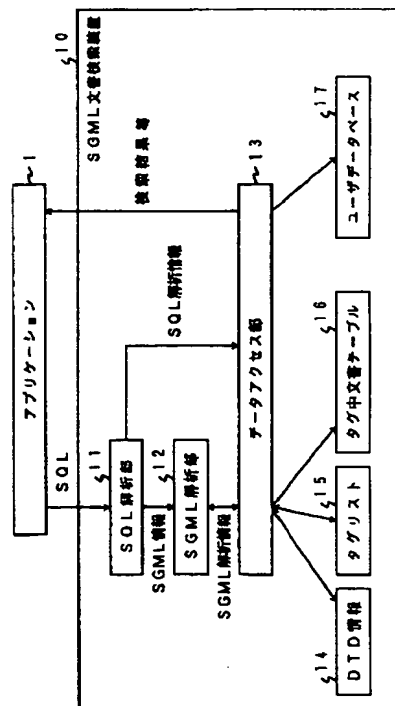 アプリケーション
1
10
SGML文書検索装置
SQL
検索結果等
11
SQL解析部
SQL解析情報
SGML情報
12
SGML解析部
SGML解析情報
13
データアクセス部
14
DTD情報
15
タグリスト
16
タグ中文書テーブル
17
ユーザデータベース